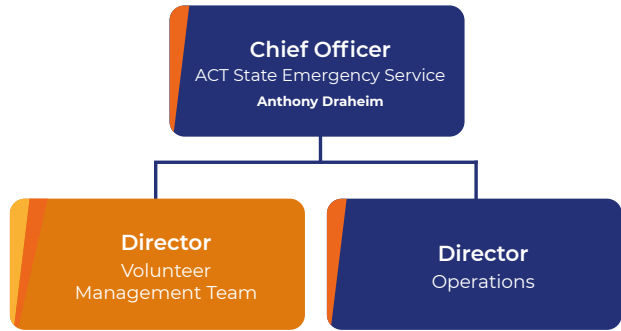 Chief Officer
ACT State Emergency Service
Anthony Draheim
Director
Volunteer
Management Team
Director
Operations